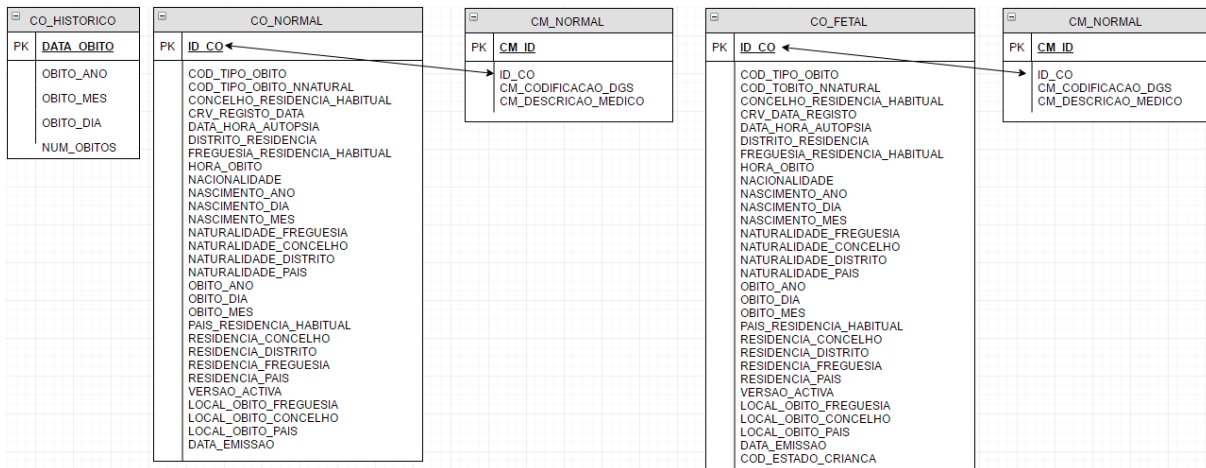 CO_HISTORICO
PK DATA_OBITO
OBITO_ANO
OBITO_MES
OBITO_DIA
NUM_OBITOS
CO_NORMAL
PK ID_CO
COD_TIPO_OBITO
COD_TIPO_OBITO_NNATURAL
CONCELHO_RESIDENCIA_HABITUAL
CRV_REGISTO_DATA
DATA_HORA_AUTOPSIA
DISTRITO_RESIDENCIA
FREGUESIA_RESIDENCIA_HABITUAL
HORA_OBITO
NACIONALIDADE
NASCIMENTO_ANO
NASCIMENTO_DIA
NASCIMENTO_MES
NATURALIDADE_FREGUESIA
NATURALIDADE_CONCELHO
NATURALIDADE_DISTRITO
NATURALIDADE_PAIS
OBITO_ANO
OBITO_DIA
OBITO_MES
PAIS_RESIDENCIA_HABITUAL
RESIDENCIA_CONCELHO
RESIDENCIA_DISTRITO
RESIDENCIA_FREGUESIA
RESIDENCIA_PAIS
VERSAO_ACTIVA
LOCAL_OBITO_FREGUESIA
LOCAL_OBITO_CONCELHO
LOCAL_OBITO_PAIS
DATA_EMISSAO
CM_NORMAL
PK CM_ID
ID_CO
CM_CODIFICACAO_DGS
CM_DESCRICAO_MEDICO
CO_FETAL
PK ID_CO
COD_TIPO_OBITO
COD_TOBITO_NNATURAL
CONCELHO_RESIDENCIA_HABITUAL
CRV_DATA_REGISTO
DATA_HORA_AUTOPSIA
DISTRITO_RESIDENCIA
FREGUESIA_RESIDENCIA_HABITUAL
HORA_OBITO
NACIONALIDADE
NASCIMENTO_ANO
NASCIMENTO_DIA
NASCIMENTO_MES
NATURALIDADE_FREGUESIA
NATURALIDADE_CONCELHO
NATURALIDADE_DISTRITO
NATURALIDADE_PAIS
OBITO_ANO
OBITO_DIA
OBITO_MES
PAIS_RESIDENCIA_HABITUAL
RESIDENCIA_CONCELHO
RESIDENCIA_DISTRITO
RESIDENCIA_FREGUESIA
RESIDENCIA_PAIS
VERSAO_ACTIVA
LOCAL_OBITO_FREGUESIA
LOCAL_OBITO_CONCELHO
LOCAL_OBITO_PAIS
DATA_EMISSAO
COD_ESTADO_CRIANCA
CM_NORMAL
PK CM_ID
ID_CO
CM_CODIFICACAO_DGS
CM_DESCRICAO_MEDICO